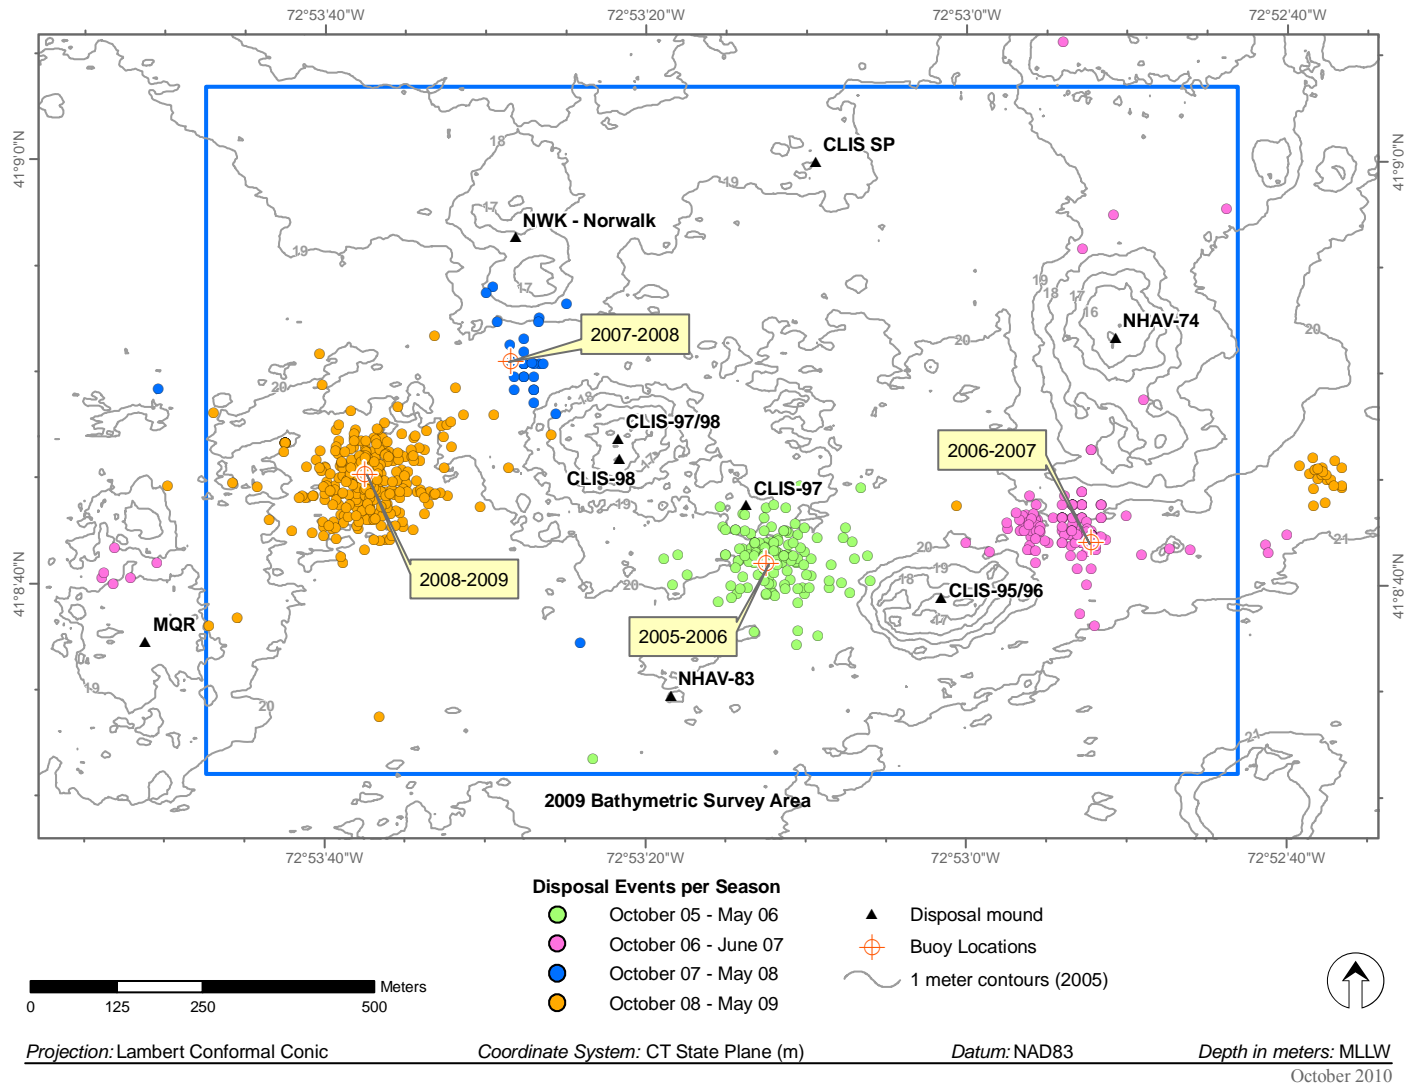 72°53'40"W 72°53'20"W 72°53'0"W 72°52'40"W
41°9'0"N
41°9'0"N
CLIS SP
18
19
17
NWK - Norwalk
19
17
19
18
17
16
NHAV-74
20
20
2007-2008
20
18
CLIS-97/98
CLIS-98
2006-2007
CLIS-97
19
21
20
19
18
20
2008-2009
CLIS-95/96
17
41°8'40"N
41°8'40"N
MQR
2005-2006
NHAV-83
19
20
21
2009 Bathymetric Survey Area
72°53'40"W 72°53'20"W 72°53'0"W 72°52'40"W
Disposal Events per Season
October 05 - May 06
October 06 - June 07
October 07 - May 08
October 08 - May 09
Disposal mound
Buoy Locations
1 meter contours (2005)
Meters
0 125 250 500
Projection: Lambert Conformal Conic Coordinate System: CT State Plane (m) Datum: NAD83 Depth in meters: MLLW
October 2010